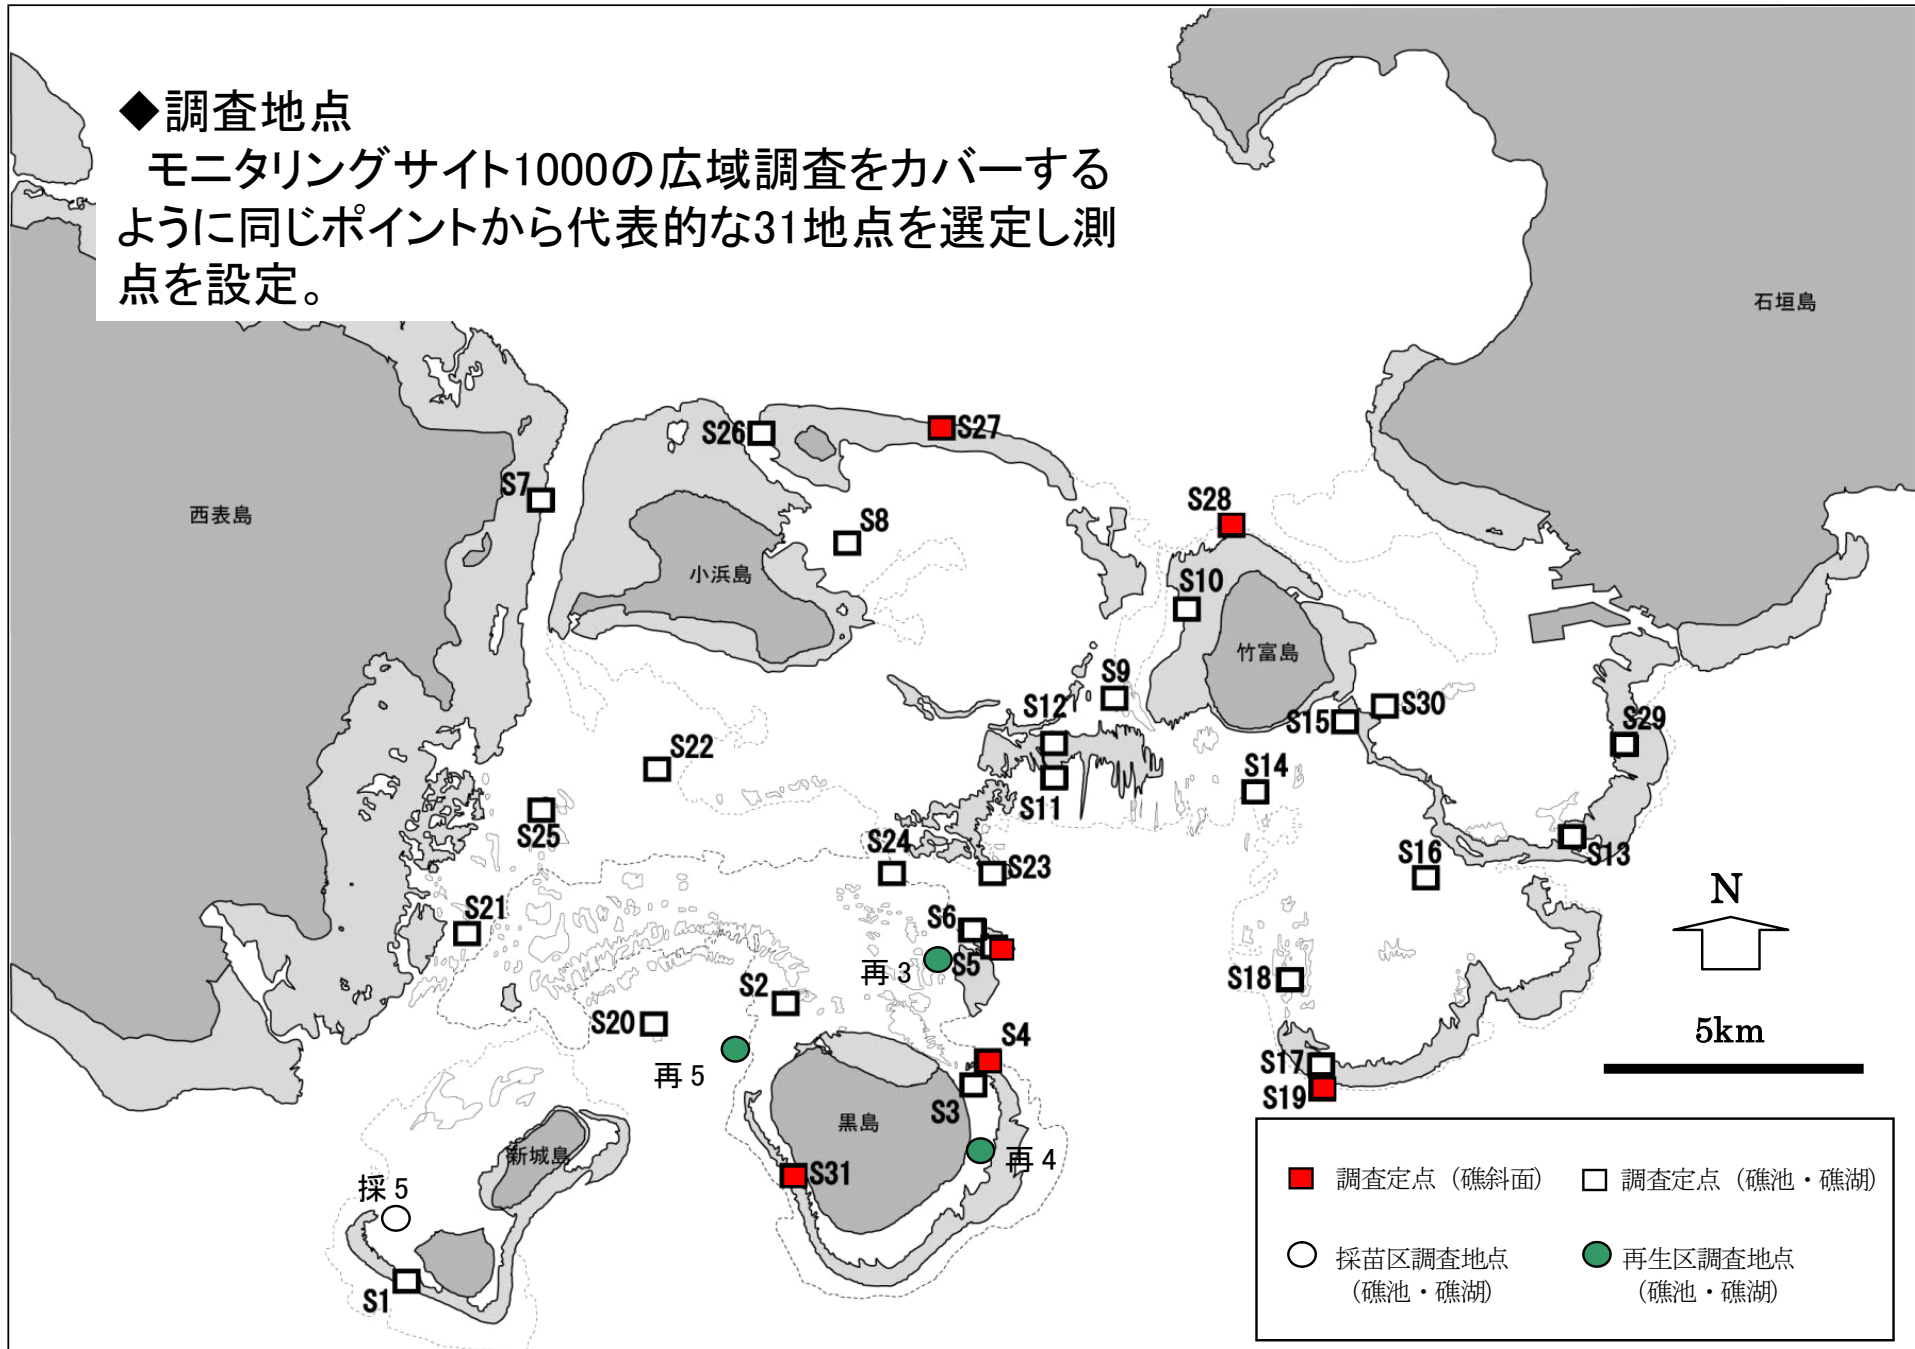 ◆調査地点
モニタリングサイト1000の広域調査をカバーする
ように同じポイントから代表的な31地点を選定し測
点を設定。
石垣島
S26
S27
S7
西表島
S28
S8
小浜島
S10
竹富島
S9
S12
S30
S15
S29
S22
S14
S11
S25
S24
S23
S16
S13
N
S21
S6
再3
S5
S2
S18
S20
5km
再5
S4
S17
S3
S19
黒島
新城島
再4
S31
採5
S1
調査定点（礁斜面）
調査定点（礁池・礁湖）
採苗区調査地点
（礁池・礁湖）
再生区調査地点
（礁池・礁湖）